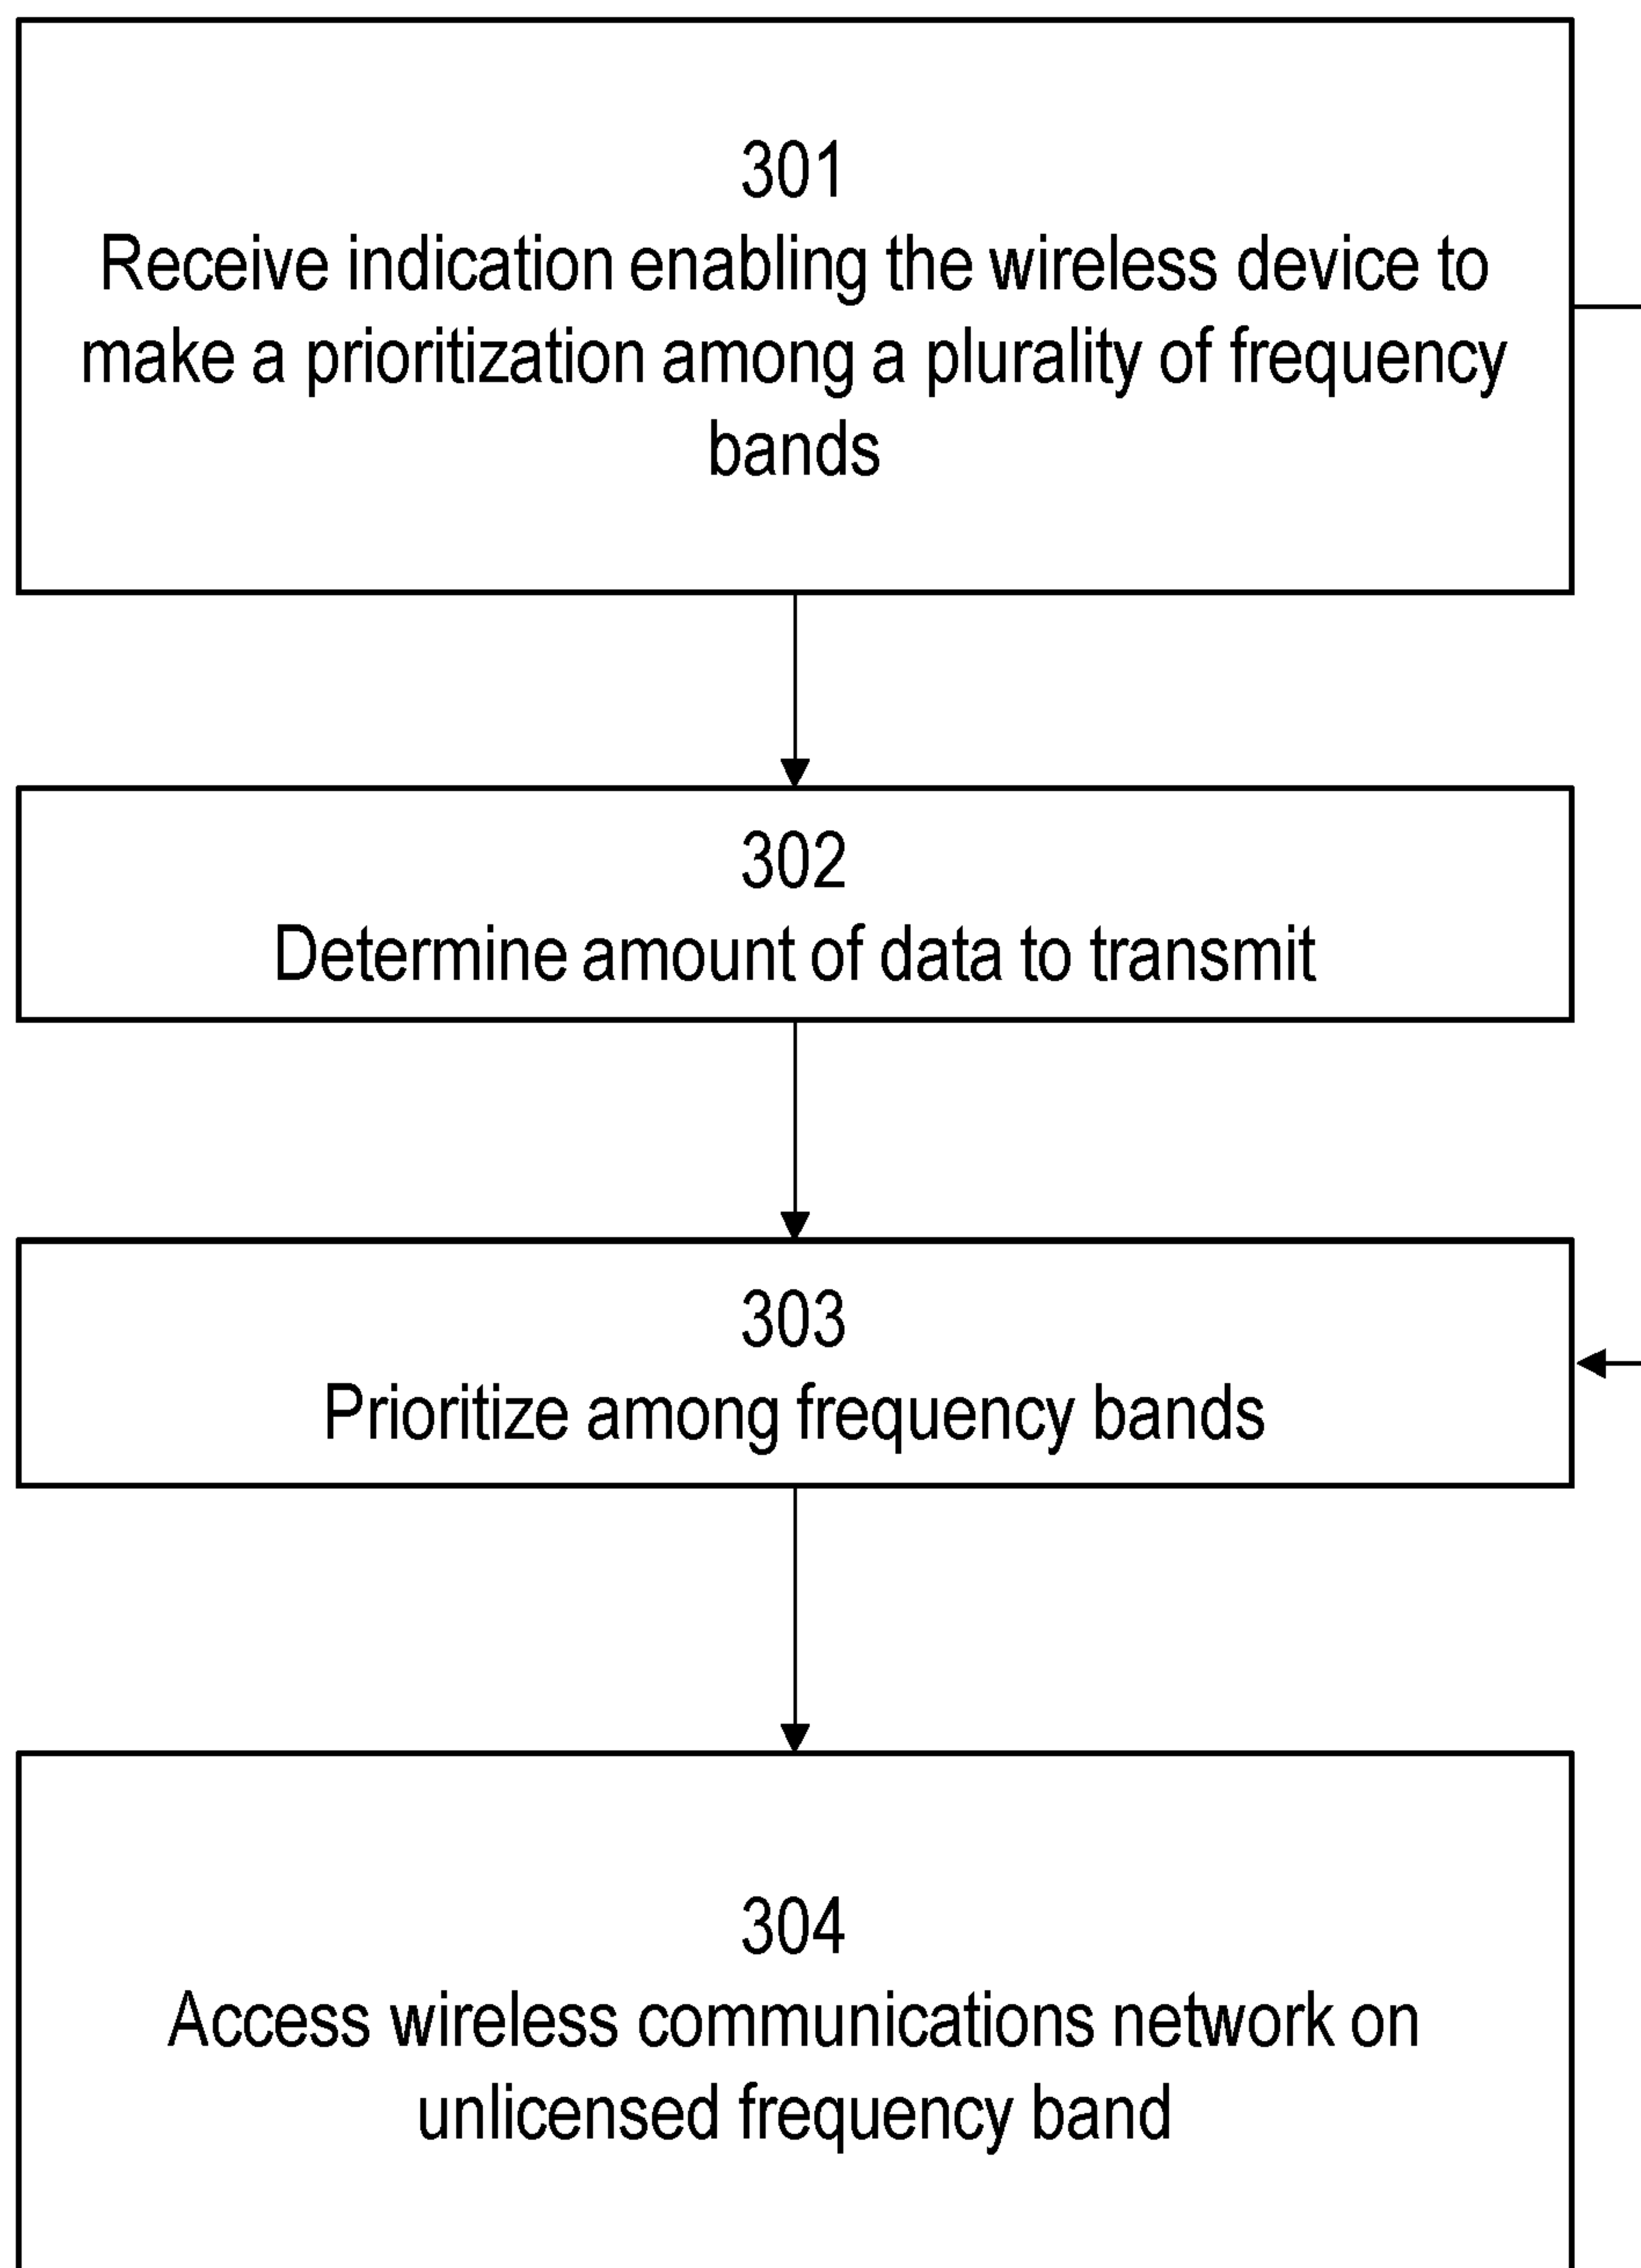 301
Receive indication enabling the wireless device to
make a prioritization among a plurality of frequency
bands
302
Determine amount of data to transmit
303
Prioritize among frequency bands
304
Access wireless communications network on
unlicensed frequency band